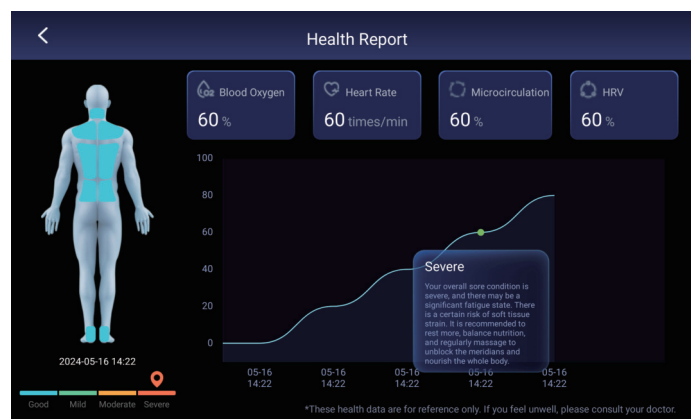 Health Report
Blood Oxygen
60 %
Heart Rate
60 times/min
Microcirculation
60 %
HRV
60 %
100
80
60
40
20
0
Severe
Your overall sore condition is
severe, and there may be a
significant fatigue state. There
is a certain risk of soft tissue
strain. It is recommended to
rest more, balance nutrition,
and regularly massage to
unblock the meridians and
nourish the whole body.
05-16
14:22
05-16
14:22
05-16
14:22
05-16
14:22
05-16
14:22
05-16
14:22
2024-05-16 14:22
Good
Mild
Moderate
Severe
*These health data are for reference only. If you feel unwell, please consult your doctor.